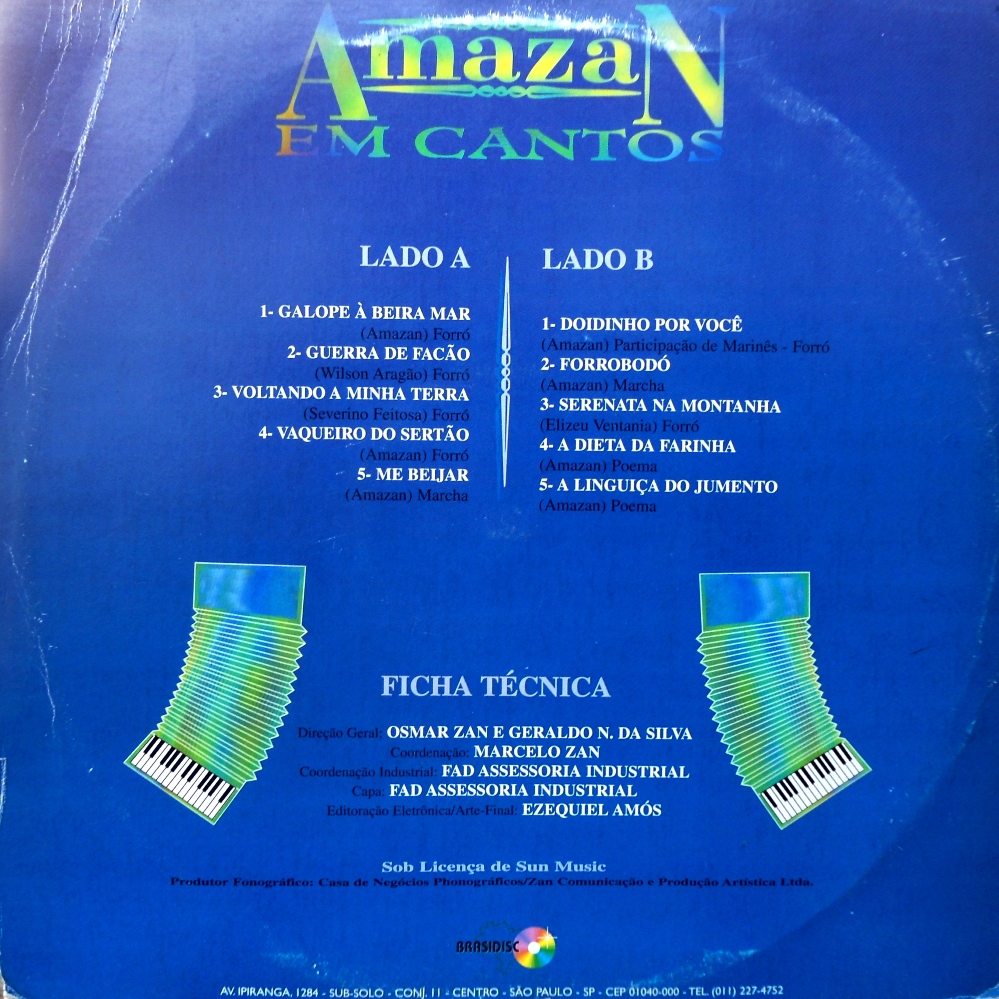 AmazaN
EM CANTOS
LADO A
1- GALOPE À BEIRA MAR
(Amazan) Forró
2- GUERRA DE FACÃO
(Wilson Aragão) Forró
3- VOLTANDO A MINHA TERRA
(Severino Feitosa) Forró
4- VAQUEIRO DO SERTÃO
(Amazan) Forró
5- ME BEIJAR
(Amazan) Marcha
LADO B
1- DOIDINHO POR VOCÊ
(Amazan) Participação de Marinês - Forró
2- FORROBODÓ
(Amazan) Marcha
3- SERENATA NA MONTANHA
(Elizeu Ventania) Forró
4- A DIETA DA FARINHA
(Amazan) Poema
5- A LINGUIÇA DO JUMENTO
(Amazan) Poema
FICHA TÉCNICA
Direção Geral: OSMAR ZAN E GERALDO N. DA SILVA
Coordenação: MARCELO ZAN
Coordenação Industrial: FAD ASSESSORIA INDUSTRIAL
Capa: FAD ASSESSORIA INDUSTRIAL
Editoração Eletrônica/Arte-Final: EZEQUIEL AMÓS
Sob Licença de Sun Music
Produtor Fonográfico: Casa de Negócios Phonográficos/Zan Comunicação e Produção Artística Ltda.
BRASIDISC
AV. IPIRANGA, 1284 - SUB-SOLO - CONJ. 11 - CENTRO - SÃO PAULO - SP - CEP 01040-000 - TEL. (011) 227-4752